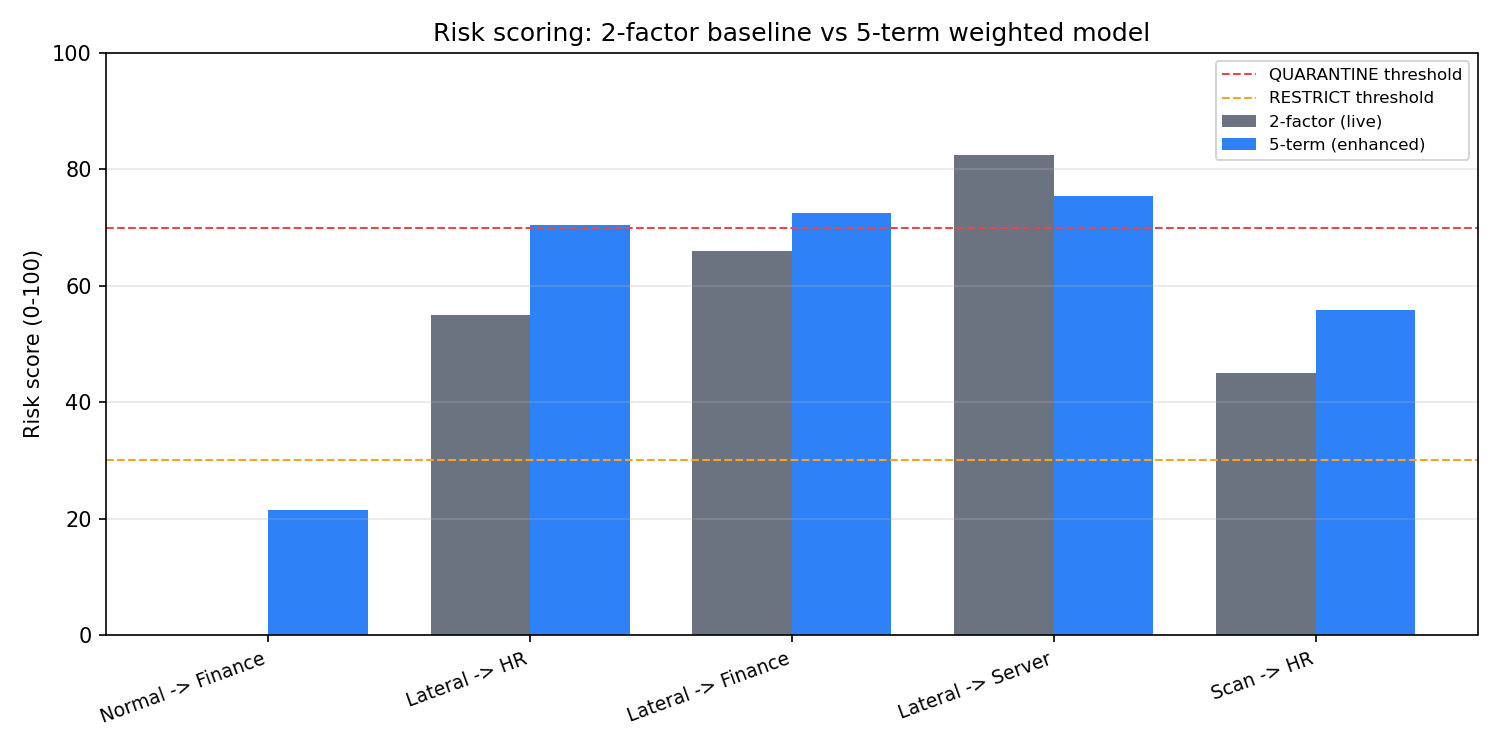 Risk scoring: 2-factor baseline vs 5-term weighted model
100
80
60
40
20
0
Risk score (0-100)
QUARANTINE threshold
RESTRICT threshold
2-factor (live)
5-term (enhanced)
Normal -> Finance
Lateral -> HR
Lateral -> Finance
Lateral -> Server
Scan -> HR